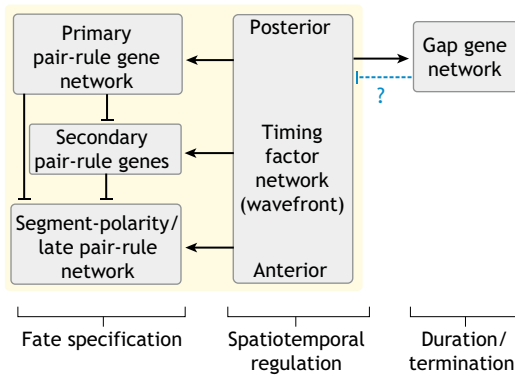 Primary
pair-rule gene
network
Secondary
pair-rule genes
Segment-polarity/
late pair-rule
network
Posterior
Timing
factor
network
(wavefront)
Anterior
Gap gene
network
?
Fate specification
Spatiotemporal
regulation
Duration/
termination